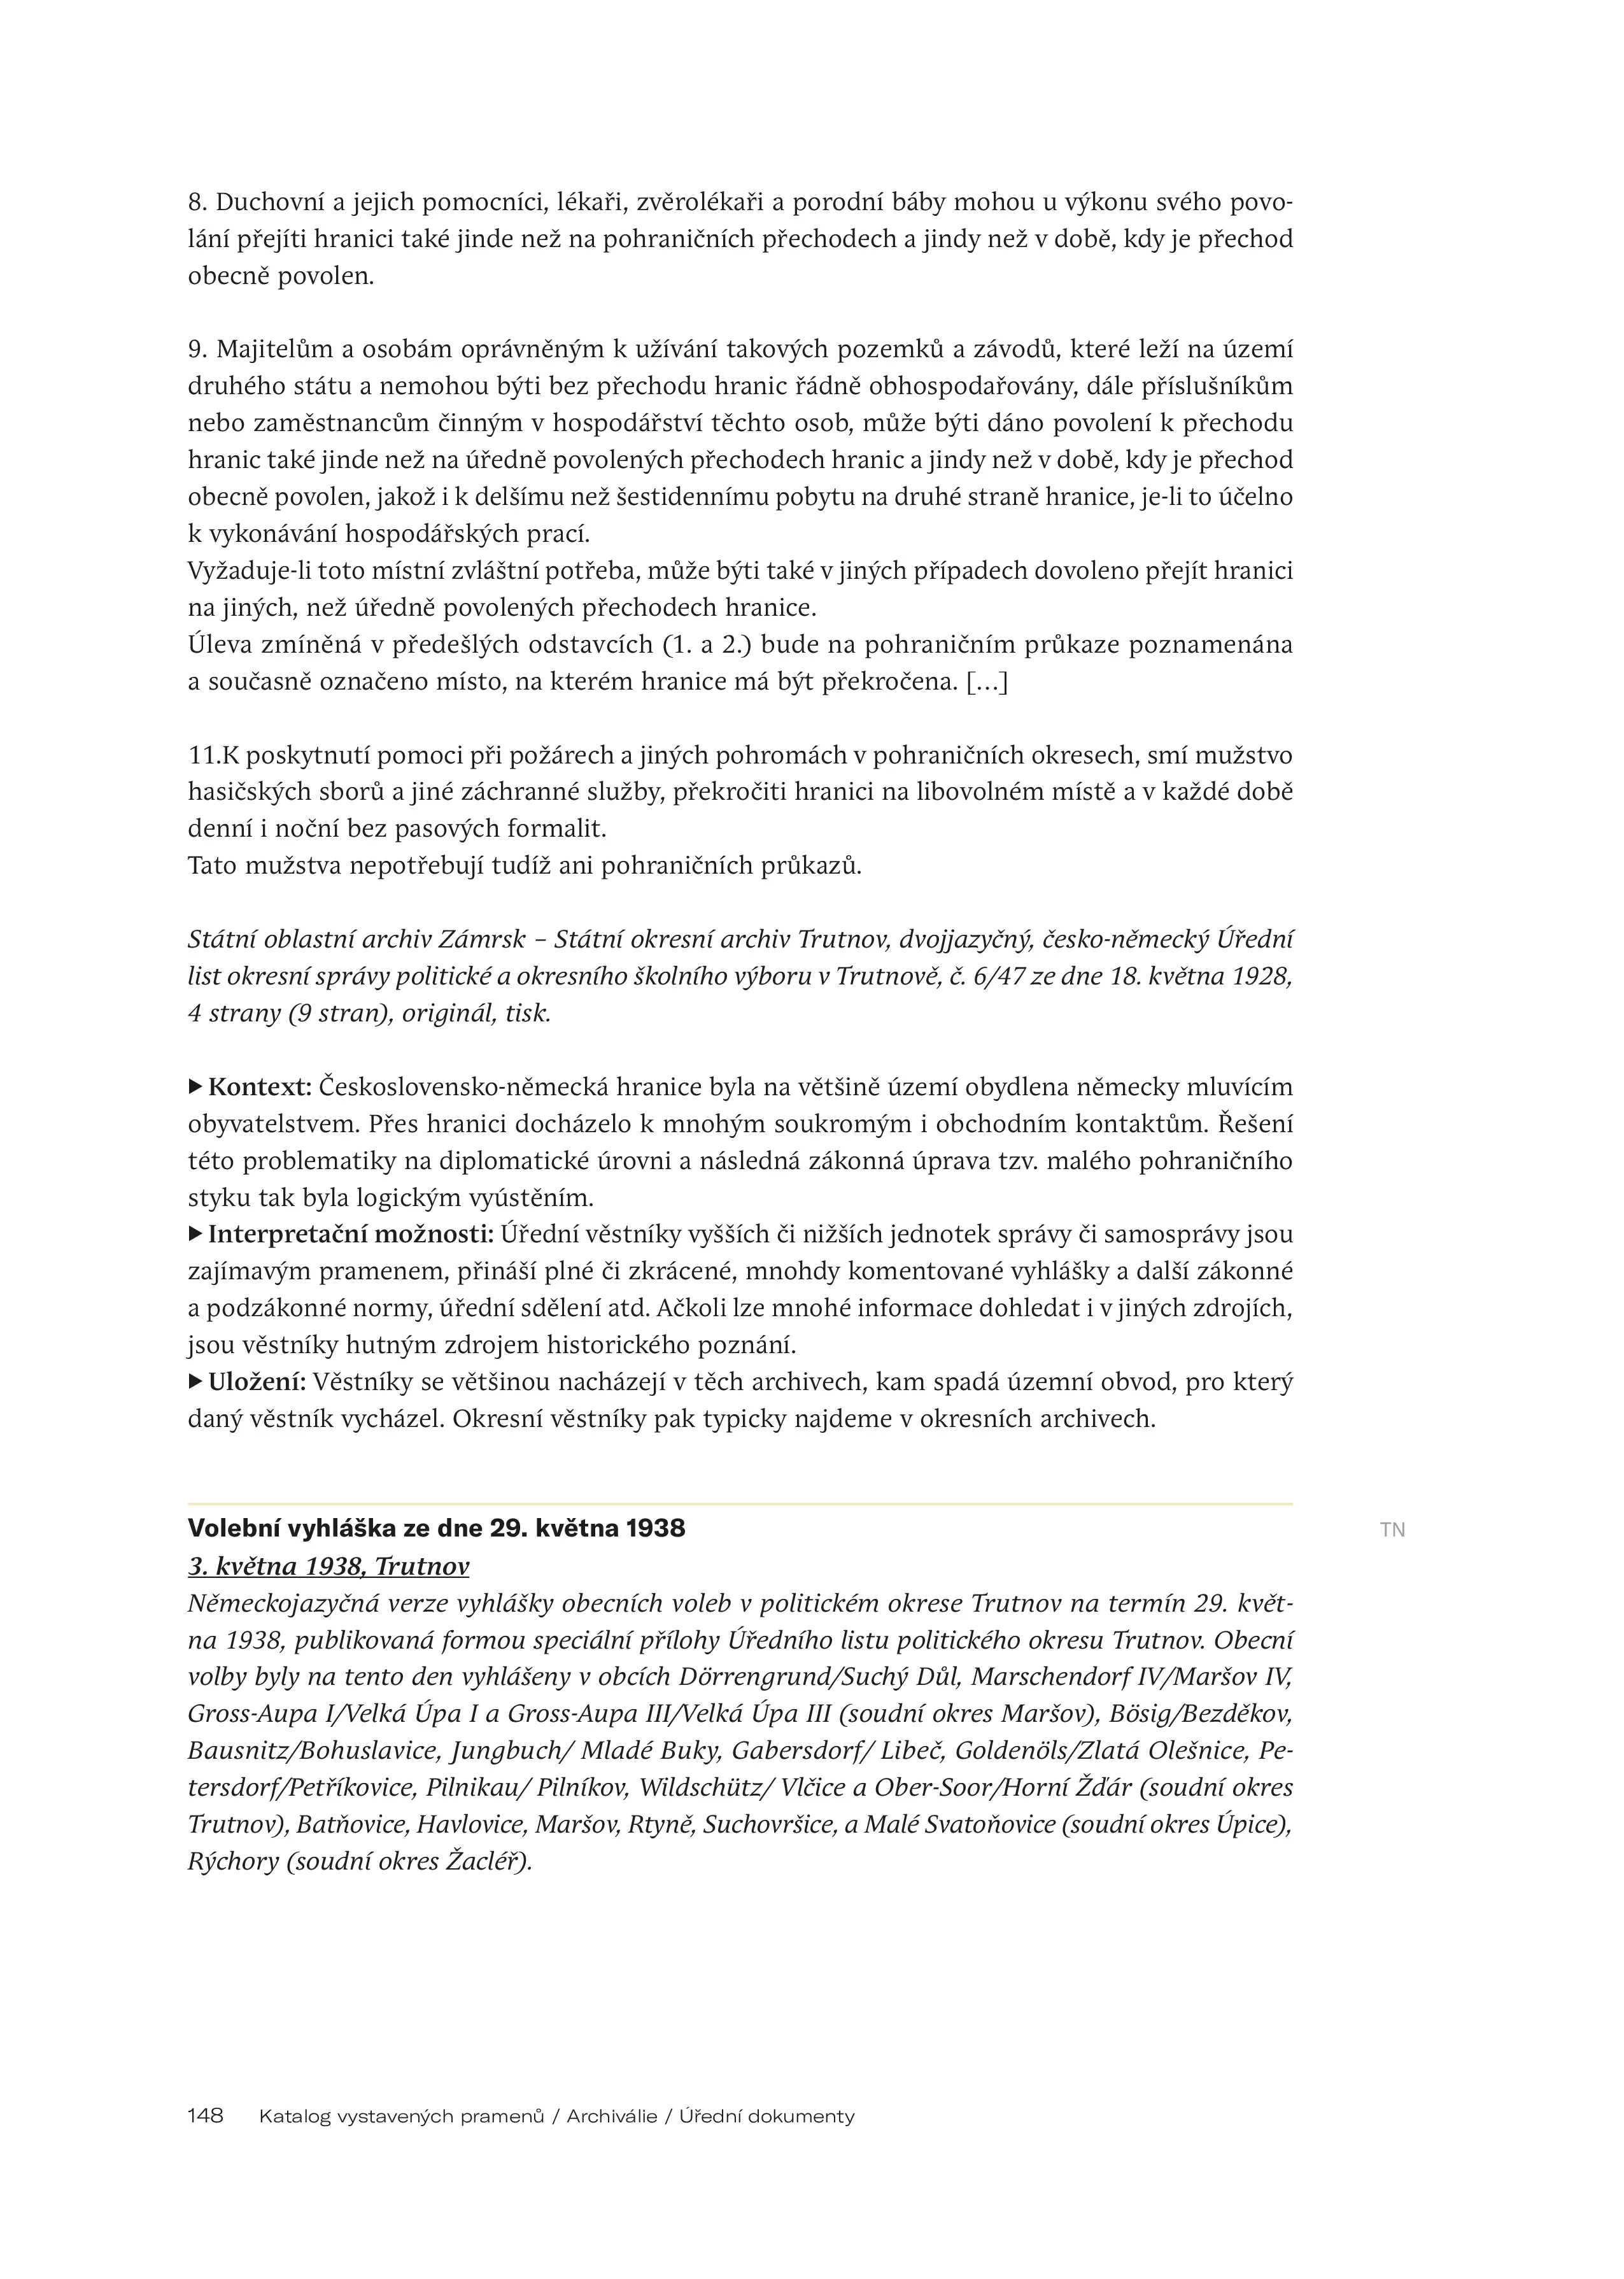 8. Duchovní a jejich pomocníci, lékaři, zvěrolékaři a porodní báby mohou u výkonu svého povo-
lání přejíti hranici také jinde než na pohraničních přechodech a jindy než v době, kdy je přechod
obecně povolen.
9. Majitelům a osobám oprávněným k užívání takových pozemků a závodů, které leží na území
druhého státu a nemohou býti bez přechodu hranic řádně obhospodařovány, dále příslušníkům
nebo zaměstnancům činným v hospodářství těchto osob, může býti dáno povolení k přechodu
hranic také jinde než na úředně povolených přechodech hranic a jindy než v době, kdy je přechod
obecně povolen, jakož i k delšímu než šestidennímu pobytu na druhé straně hranice, je-li to účelno
k vykonávání hospodářských prací.
Vyžaduje-li toto místní zvláštní potřeba, může býti také v jiných případech dovoleno přejít hranici
na jiných, než úředně povolených přechodech hranice.
Úleva zmíněná v předešlých odstavcích (1. a 2.) bude na pohraničním průkaze poznamenána
a současně označeno místo, na kterém hranice má být překročena. […]
11.K poskytnutí pomoci při požárech a jiných pohromách v pohraničních okresech, smí mužstvo
hasičských sborů a jiné záchranné služby, překročiti hranici na libovolném místě a v každé době
denní i noční bez pasových formalit.
Tato mužstva nepotřebují tudíž ani pohraničních průkazů.
Státní oblastní archiv Zámrsk – Státní okresní archiv Trutnov, dvojjazyčný, česko-německý Úřední
list okresní správy politické a okresního školního výboru v Trutnově, č. 6/47 ze dne 18. května 1928,
4 strany (9 stran), originál, tisk.
▶ Kontext: Československo-německá hranice byla na většině území obydlena německy mluvícím
obyvatelstvem. Přes hranici docházelo k mnohým soukromým i obchodním kontaktům. Řešení
této problematiky na diplomatické úrovni a následná zákonná úprava tzv. malého pohraničního
styku tak byla logickým vyústěním.
▶ Interpretační možnosti: Úřední věstníky vyšších či nižších jednotek správy či samosprávy jsou
zajímavým pramenem, přináší plné či zkrácené, mnohdy komentované vyhlášky a další zákonné
a podzákonné normy, úřední sdělení atd. Ačkoli lze mnohé informace dohledat i v jiných zdrojích,
jsou věstníky hutným zdrojem historického poznání.
▶ Uložení: Věstníky se většinou nacházejí v těch archivech, kam spadá územní obvod, pro který
daný věstník vycházel. Okresní věstníky pak typicky najdeme v okresních archivech.
Volební vyhláška ze dne 29. května 1938
TN
3. května 1938, Trutnov
Německojazyčná verze vyhlášky obecních voleb v politickém okrese Trutnov na termín 29. květ-
na 1938, publikovaná formou speciální přílohy Úředního listu politického okresu Trutnov. Obecní
volby byly na tento den vyhlášeny v obcích Dörrengrund/Suchý Důl, Marschendorf IV/Maršov IV,
Gross-Aupa I/Velká Úpa I a Gross-Aupa III/Velká Úpa III (soudní okres Maršov), Bösig/Bezděkov,
Bausnitz/Bohuslavice, Jungbuch/ Mladé Buky, Gabersdorf/ Libeč, Goldenöls/Zlatá Olešnice, Pe-
tersdorf/Petříkovice, Pilnikau/ Pilníkov, Wildschütz/ Vlčice a Ober-Soor/Horní Žďár (soudní okres
Trutnov), Batňovice, Havlovice, Maršov, Rtyně, Suchovršice, a Malé Svatoňovice (soudní okres Úpice),
Rýchory (soudní okres Žacléř).
148 Katalog vystavených pramenů / Archiválie / Úřední dokumenty